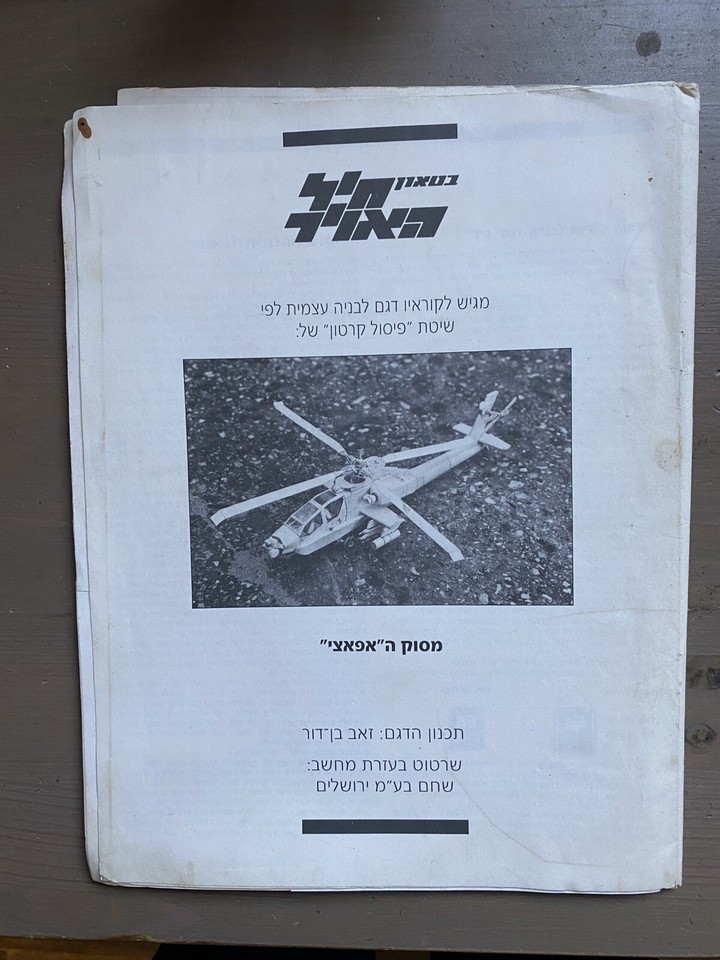 בטאון חיל
האויר
מגיש לקוראיו דגם לבניה עצמית לפי
שיטת "פיסול קרטון" של:
מסוק ה"אפאצי"
תכנון הדגם: זאב בן־דור
שרטוט בעזרת מחשב:
שחם בע"מ ירושלים